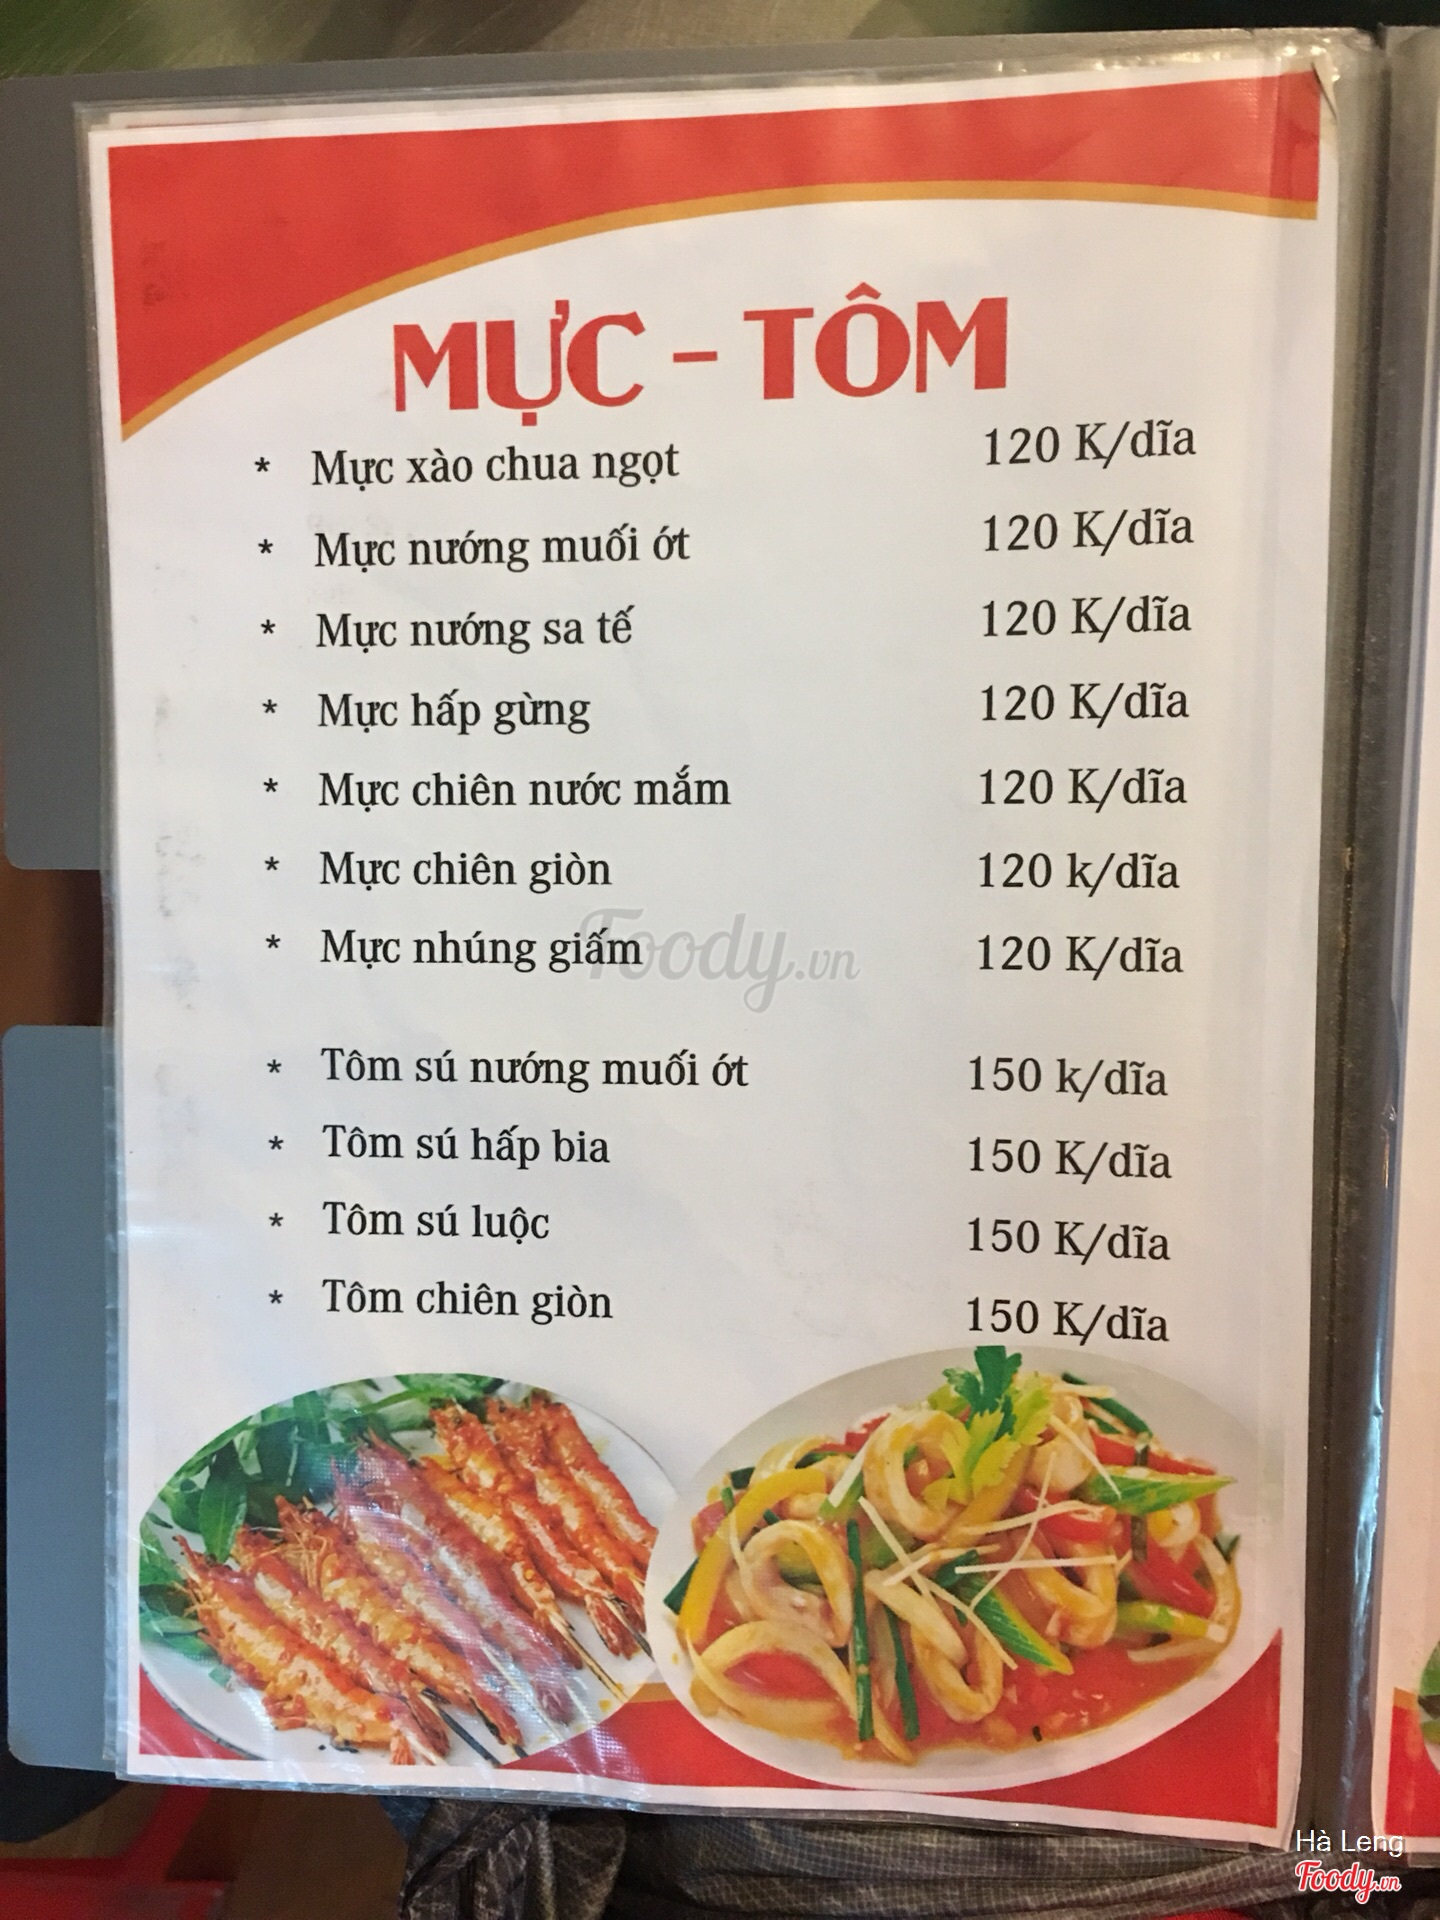 MỰC - TÔM
* Mực xào chua ngọt 120 K/dĩa
* Mực nướng muối ớt 120 K/dĩa
* Mực nướng sa tế 120 K/dĩa
* Mực hấp gừng 120 K/dĩa
* Mực chiên nước mắm 120 K/dĩa
* Mực chiên giòn 120 k/dĩa
* Mực nhúng giấm 120 K/dĩa
Foody.vn
* Tôm sú nướng muối ớt 150 k/dĩa
* Tôm sú hấp bia 150 K/dĩa
* Tôm sú luộc 150 K/dĩa
* Tôm chiên giòn 150 K/dĩa
Hà Leng
Foody.vn